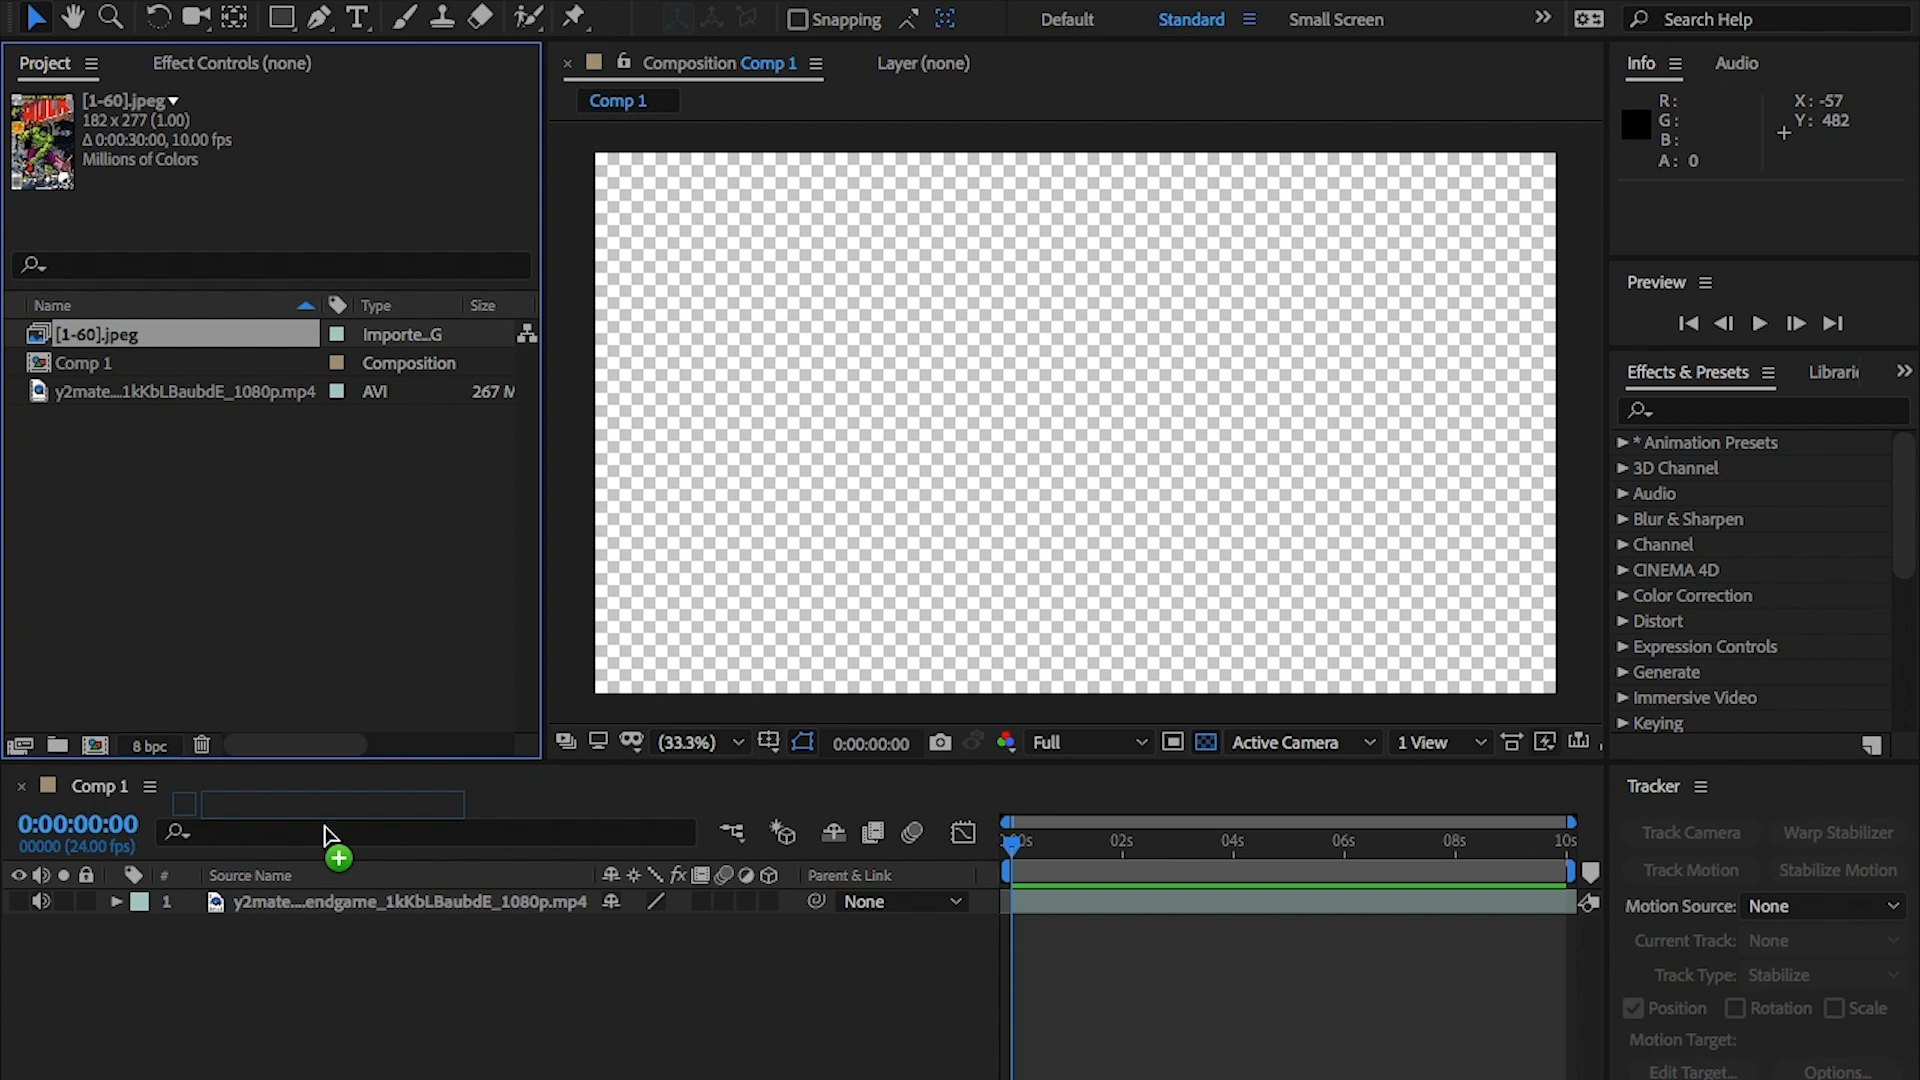 Snapping
Default
Standard
Small Screen
Search Help
Project
Effect Controls (none)
Composition Comp 1
Layer (none)
Info
Audio
[1-60].jpeg
182 x 277 (1.00)
Δ 0:00:30:00, 10.00 fps
Millions of Colors
HULK
Comp 1
R:
G:
B:
A: 0
X: -57
Y: 482
Name
Type
Size
[1-60].jpeg
Importe...G
Comp 1
Composition
y2mate....1kKbLBaubdE_1080p.mp4
AVI
267 M
Preview
Effects & Presets
Librari
* Animation Presets
3D Channel
Audio
Blur & Sharpen
Channel
CINEMA 4D
Color Correction
Distort
Expression Controls
Generate
Immersive Video
Keying
8 bpc
(33.3%)
0:00:00:00
Full
Active Camera
1 View
Comp 1
0:00:00:00
00000 (24.00 fps)
02s
04s
06s
08s
10s
#
Source Name
fx
Parent & Link
1
y2mate....endgame_1kKbLBaubdE_1080p.mp4
None
Tracker
Track Camera
Warp Stabilizer
Track Motion
Stabilize Motion
Motion Source:
None
Current Track:
None
Track Type:
Stabilize
Position
Rotation
Scale
Motion Target:
Edit Target...
Options...